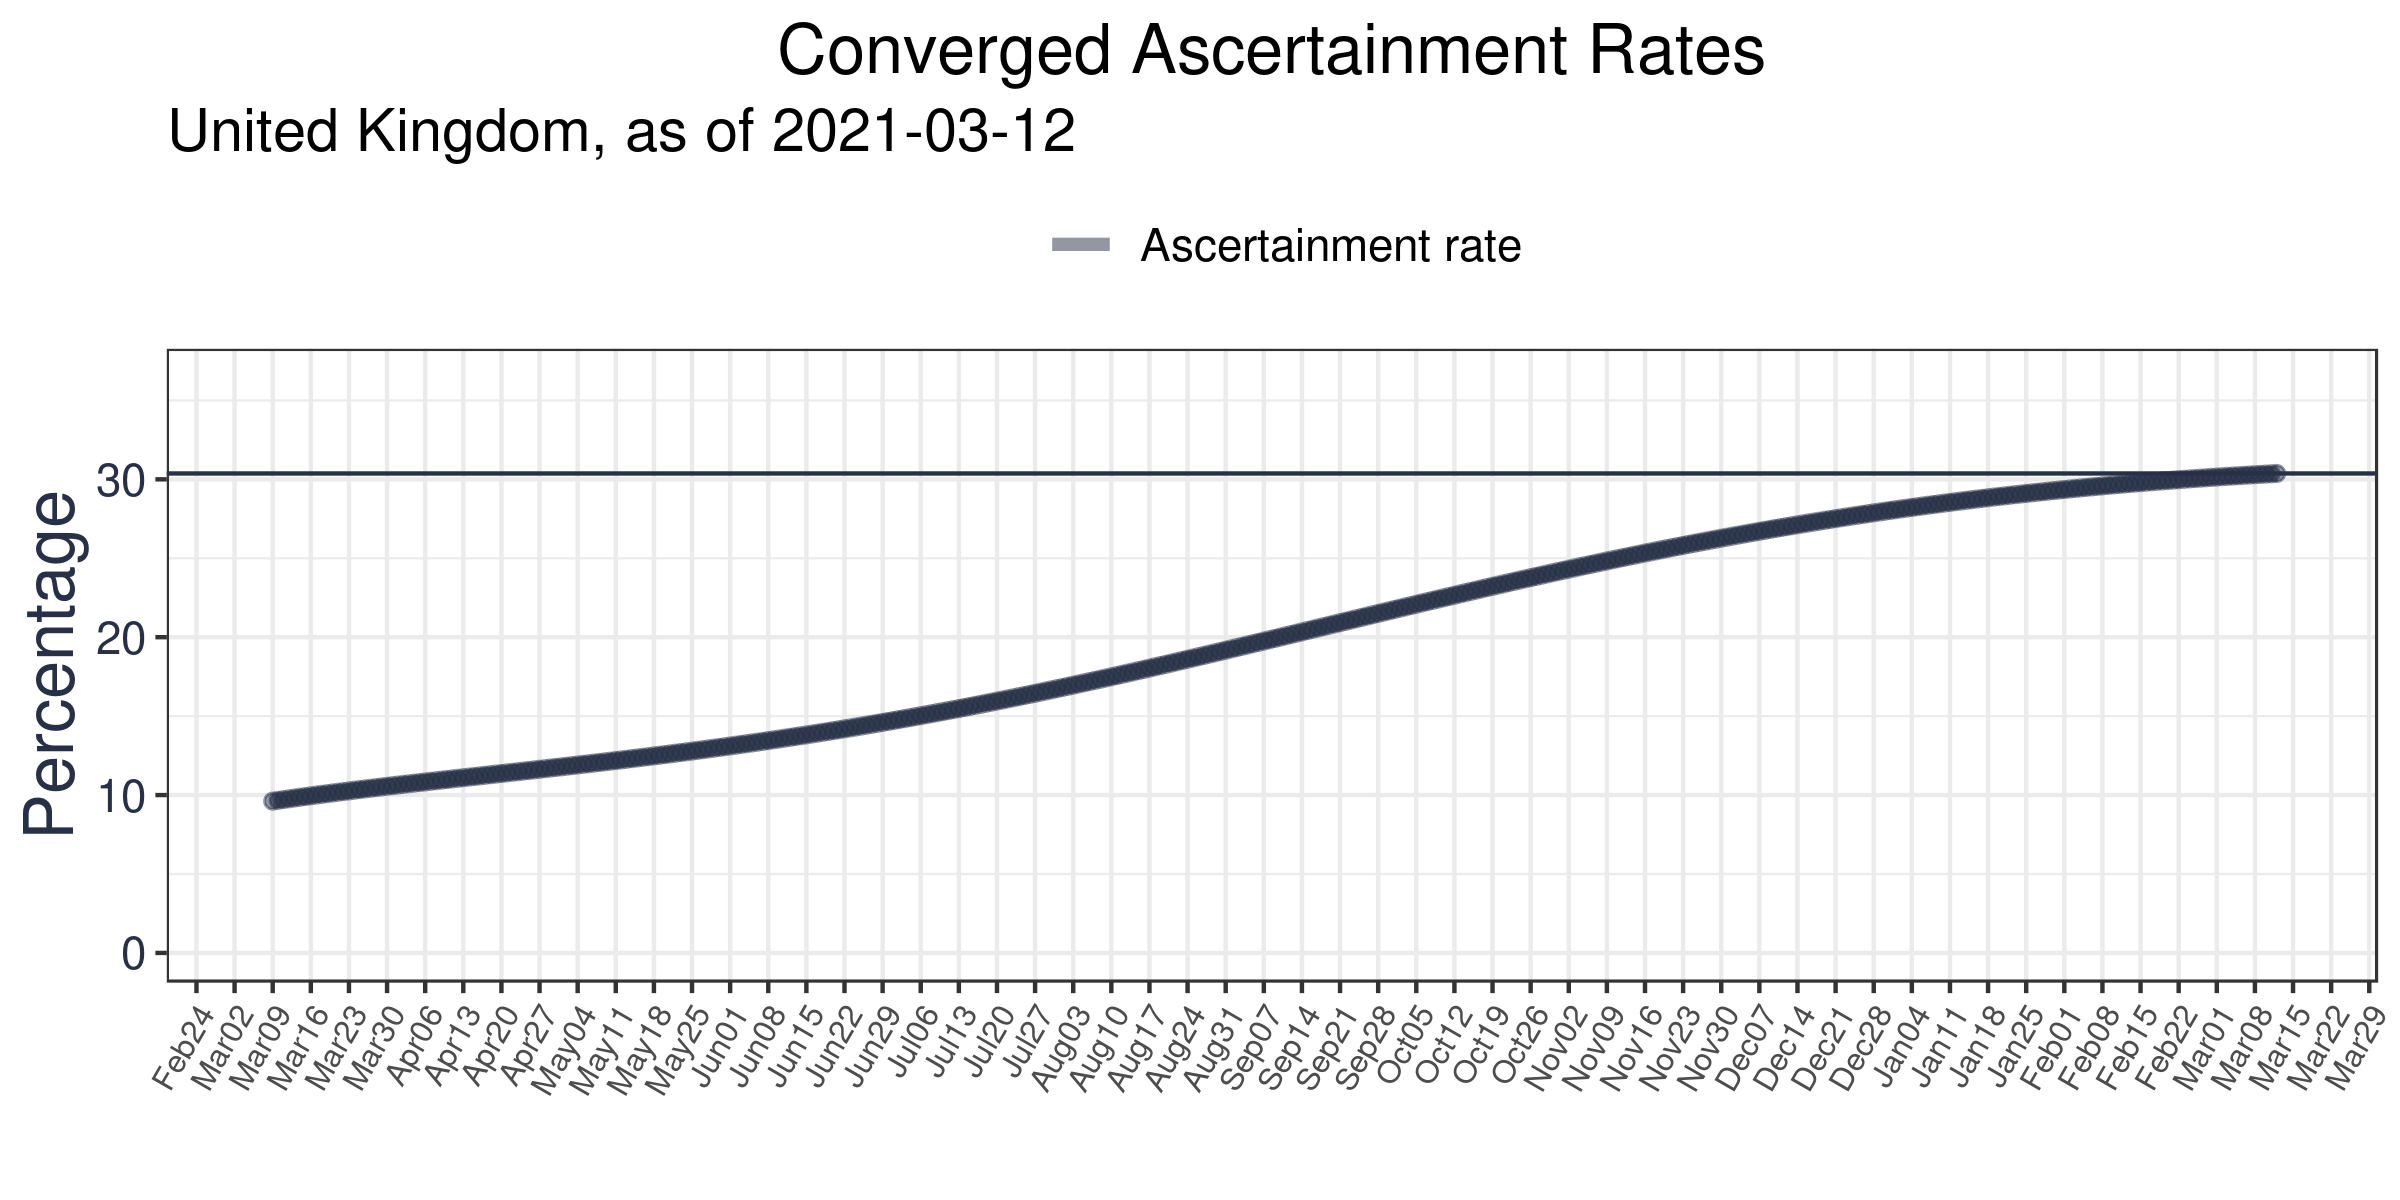 Converged Ascertainment Rates
United Kingdom, as of 2021-03-12
Ascertainment rate
Percentage
30
20
10
0
Feb24
Mar02
Mar09
Mar16
Mar23
Mar30
Apr06
Apr13
Apr20
Apr27
May04
May11
May18
May25
Jun01
Jun08
Jun15
Jun22
Jun29
Jul06
Jul13
Jul20
Jul27
Aug03
Aug10
Aug17
Aug24
Aug31
Sep07
Sep14
Sep21
Sep28
Oct05
Oct12
Oct19
Oct26
Nov02
Nov09
Nov16
Nov23
Nov30
Dec07
Dec14
Dec21
Dec28
Jan04
Jan11
Jan18
Jan25
Feb01
Feb08
Feb15
Feb22
Mar01
Mar08
Mar15
Mar22
Mar29